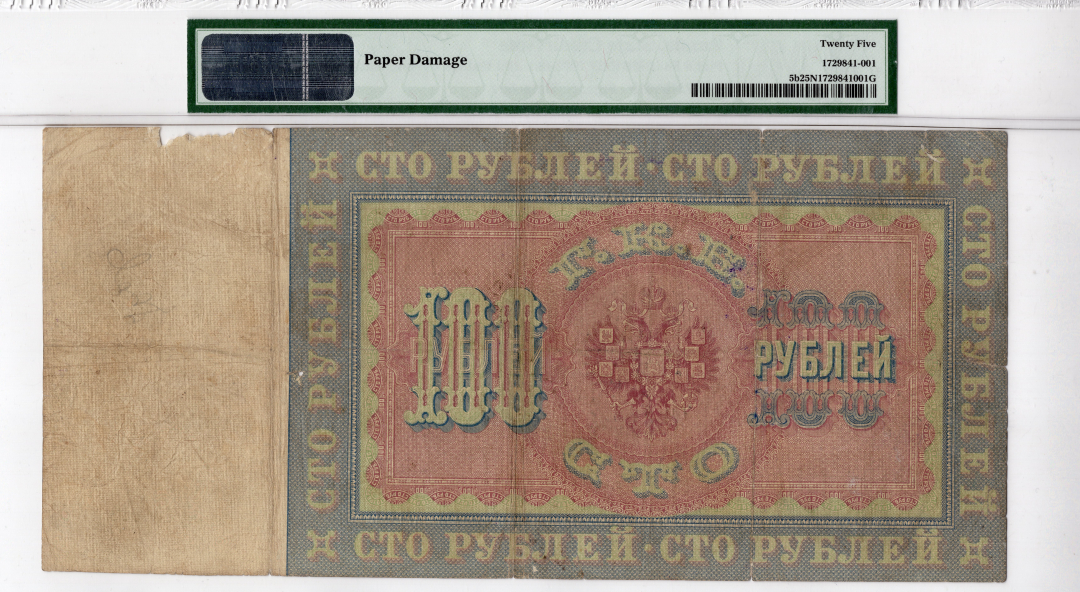 Paper Damage
Twenty Five
1729841-001
5b25N1729841001G
СТО РУБЛЕЙ · СТО РУБЛЕЙ
СТО РУБЛЕЙ
Г.К.Б.
100
РУБЛЕЙ
СТО
СТО РУБЛЕЙ
СТО РУБЛЕЙ · СТО РУБЛЕЙ